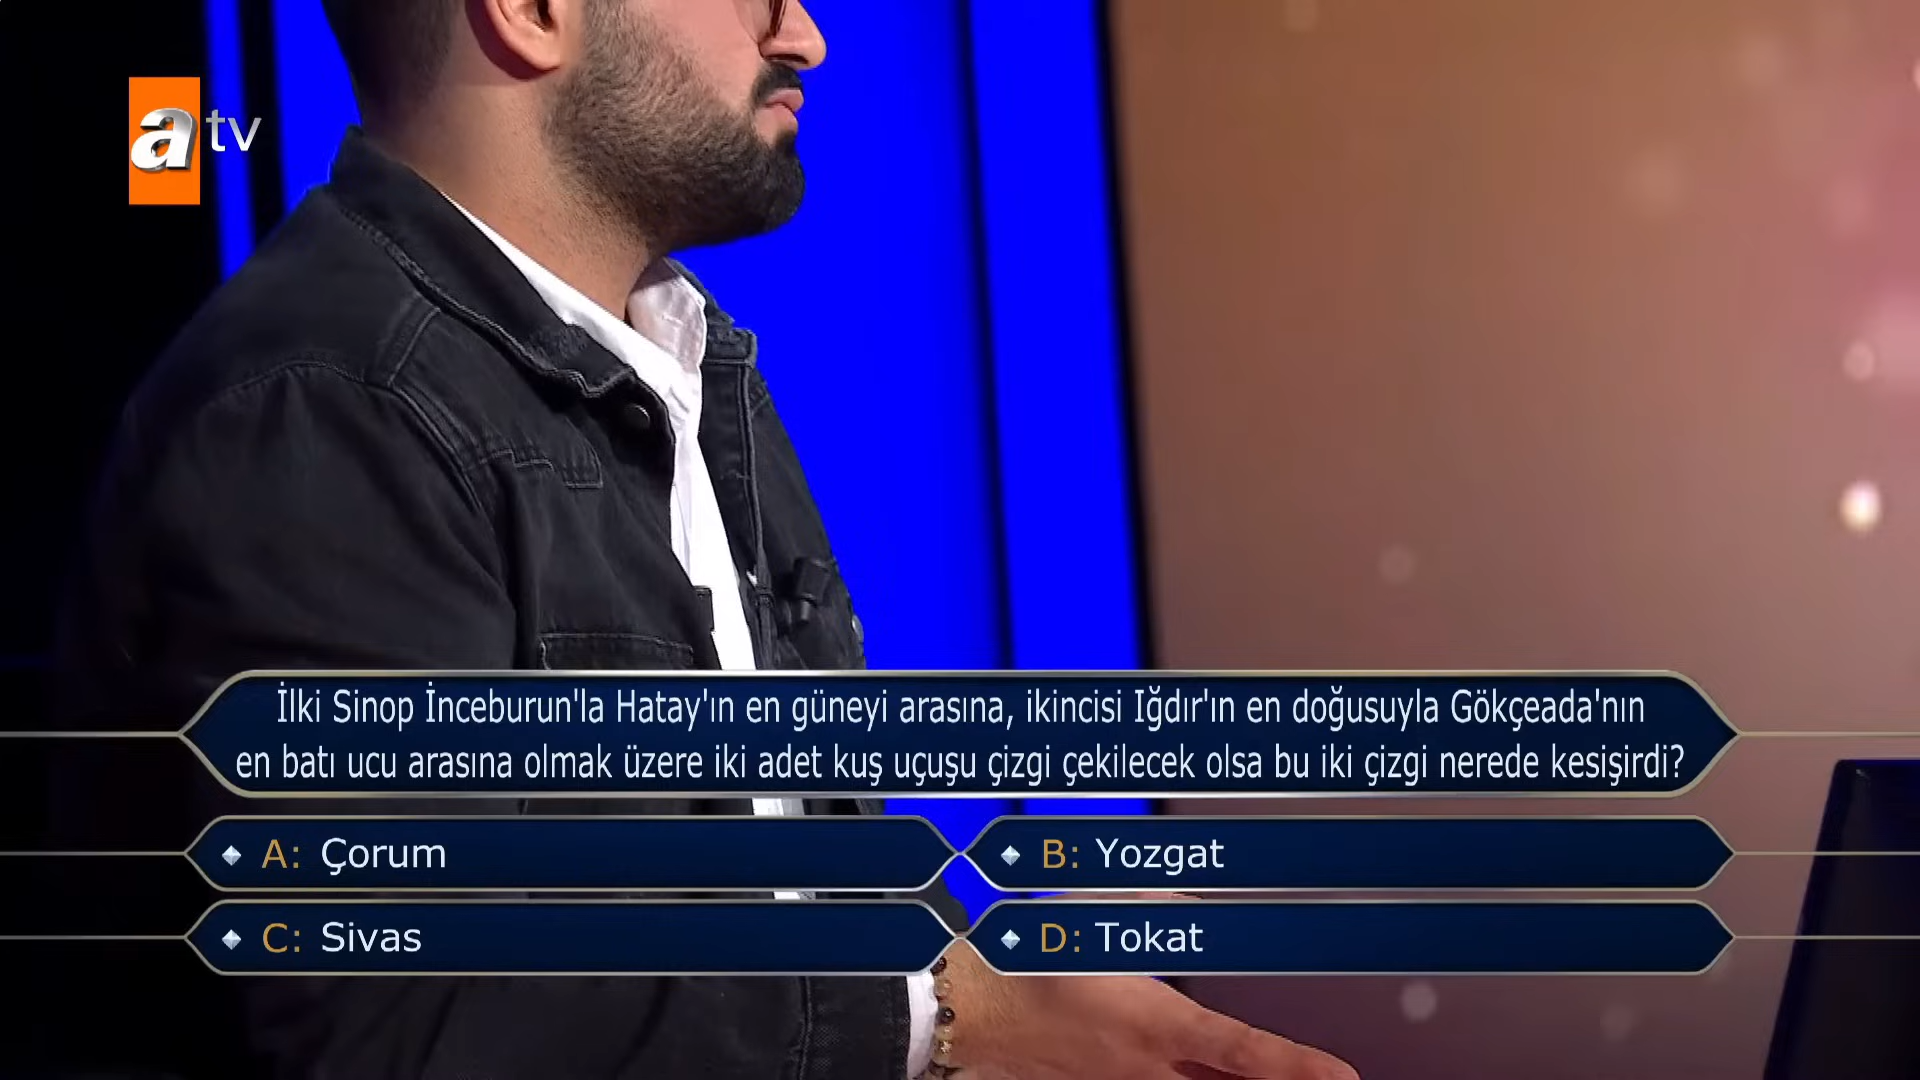 atv
İlki Sinop İnceburun'la Hatay'ın en güneyi arasına, ikincisi Iğdır'ın en doğusuyla Gökçeada'nın
en batı ucu arasına olmak üzere iki adet kuş uçuşu çizgi çekilecek olsa bu iki çizgi nerede kesişirdi?
A: Çorum
B: Yozgat
C: Sivas
D: Tokat